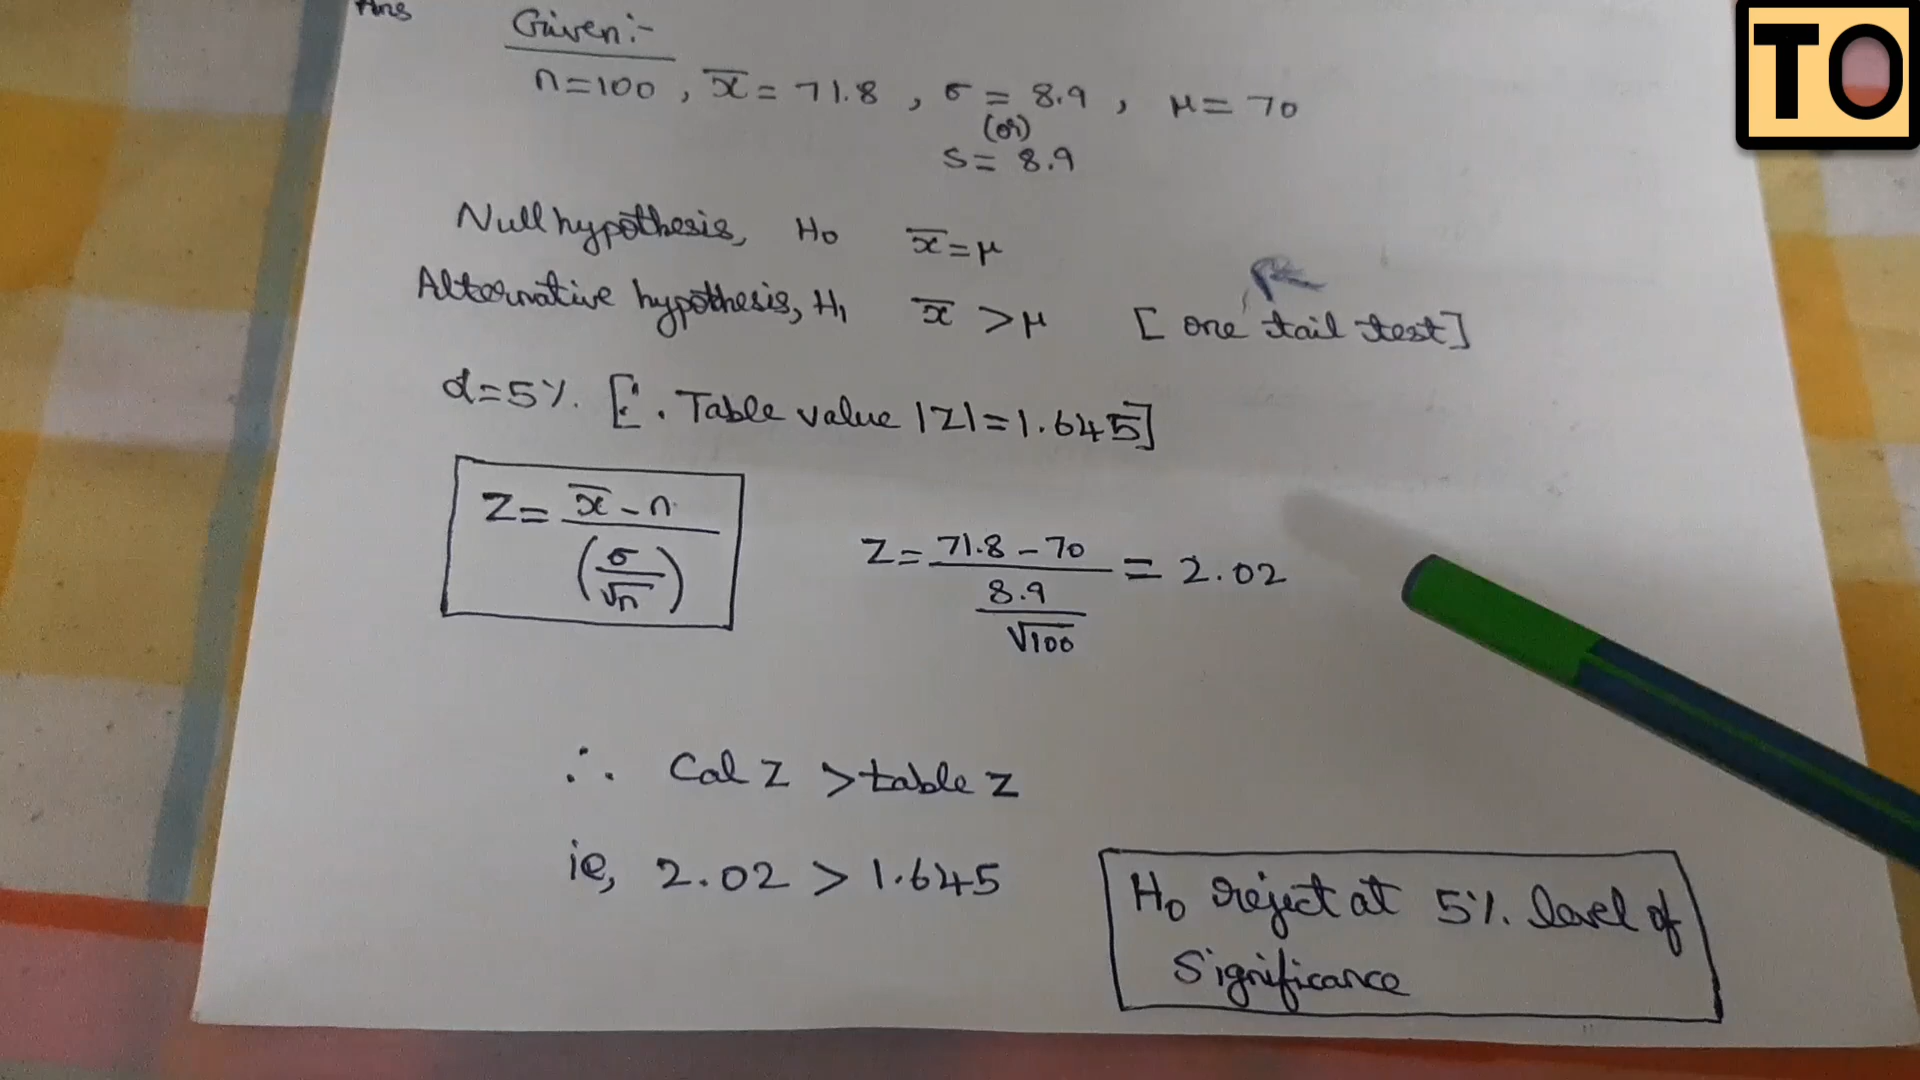 Ans
TO
Given:-
n=100, x̄ = 71.8, σ = 8.9, μ = 70
(or)
S = 8.9
Null hypothesis, H₀ x̄ = μ
Alternative hypothesis, H₁ x̄ > μ [one tail test]
α=5%. [∵. Table value |Z|=1.645]
Z = (x̄ - n) / (σ/√n)
Z = (71.8 - 70) / (8.9/√100) = 2.02
∴ Cal Z > table Z
ie, 2.02 > 1.645
H₀ reject at 5%. level of
Significance